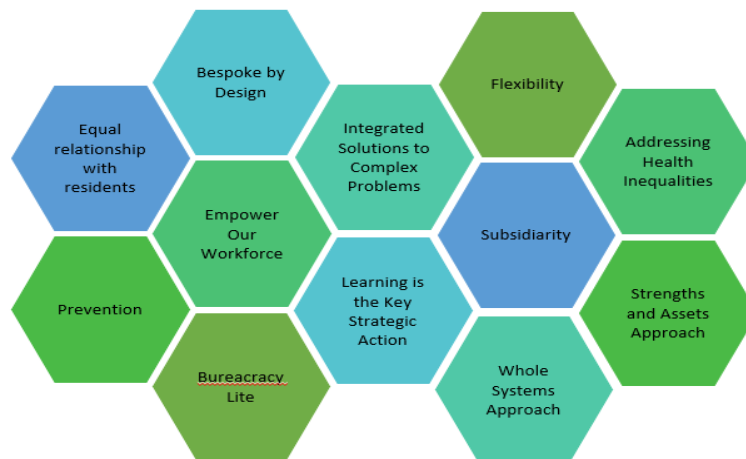 Bespoke by
Design
Flexibility
Equal
relationship
with
residents
Integrated
Solutions to
Complex
Problems
Addressing
Health
Inequalities
Empower
Our
Workforce
Subsidiarity
Prevention
Learning is
the Key
Strategic
Action
Strengths
and Assets
Approach
Bureacracy
Lite
Whole
Systems
Approach